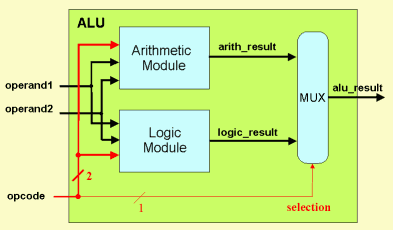 ALU
Arithmetic
Module
arith_result
operand1
operand2
MUX
alu_result
Logic
Module
logic_result
2
opcode
1
selection